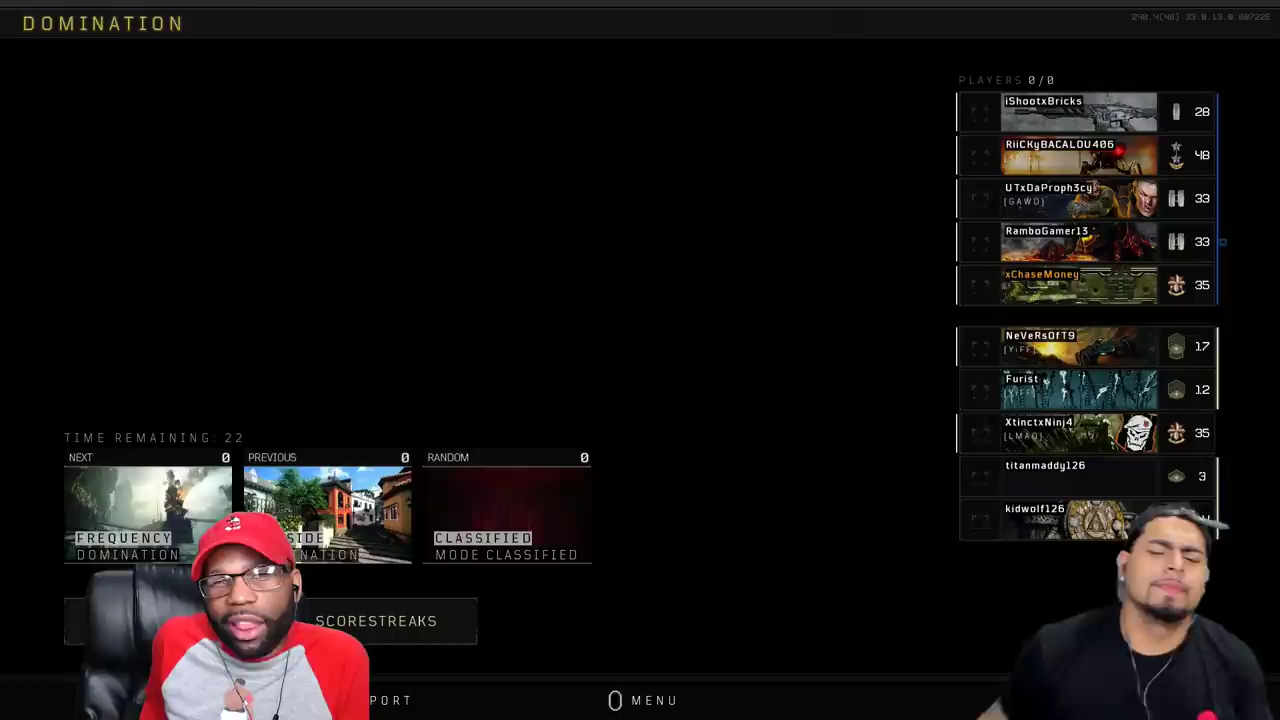 DOMINATION
PLAYERS 0/0
iShootxBricks
28
RiiCKyBACALOU406
48
UTxDaProph3cy
[GAWD]
33
RamboGamer13
33
xChaseMoney
35
NeVeRsOfT9
[YiFF]
17
Furist
[YiFF]
12
XtinctxNinj4
[LMAO]
35
titanmaddy126
3
kidwolf126
TIME REMAINING: 22
NEXT 0
PREVIOUS 0
RANDOM 0
FREQUENCY
DOMINATION
CLASSIFIED
MODE CLASSIFIED
SCORESTREAKS
MENU